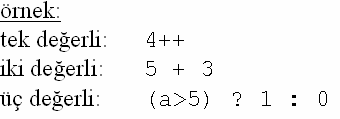 örnek:
tek değerli: 4++
iki değerli: 5 + 3
üç değerli: (a>5) ? 1 : 0